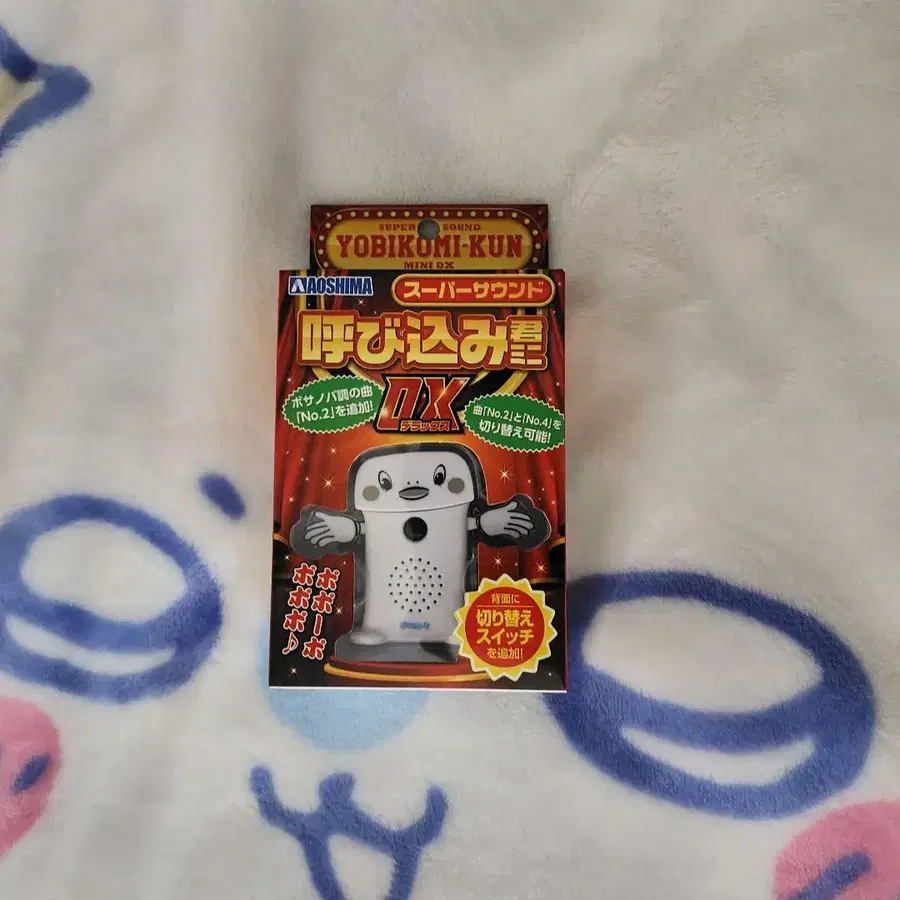 SUPER SOUND
YOBIKOMI-KUN
MINI DX
AOSHIMA
スーパーサウンド
呼び込み君ミニ
DX
デラックス
ボサノバ調の曲
「No.2」を追加!
曲「No.2」と「No.4」を
切り替え可能!
ポポーポ
ポポポ♪
背面に
切り替え
スイッチ
を追加!